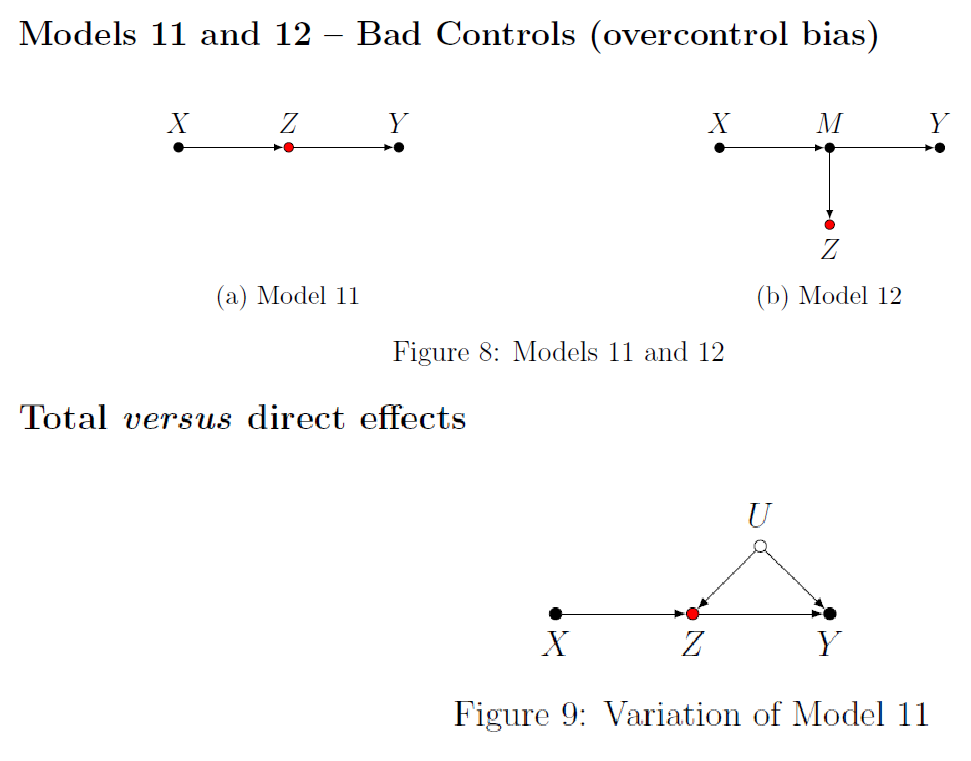 Models 11 and 12 – Bad Controls (overcontrol bias)
X Z Y
X M Y
Z
(a) Model 11
(b) Model 12
Figure 8: Models 11 and 12
Total versus direct effects
U
X Z Y
Figure 9: Variation of Model 11